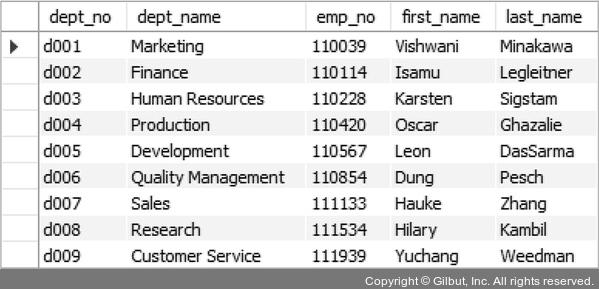 dept_no dept_name emp_no first_name last_name
d001 Marketing 110039 Vishwani Minakawa
d002 Finance 110114 Isamu Legleitner
d003 Human Resources 110228 Karsten Sigstam
d004 Production 110420 Oscar Ghazalie
d005 Development 110567 Leon DasSarma
d006 Quality Management 110854 Dung Pesch
d007 Sales 111133 Hauke Zhang
d008 Research 111534 Hilary Kambil
d009 Customer Service 111939 Yuchang Weedman
Copyright © Gilbut, Inc. All rights reserved.